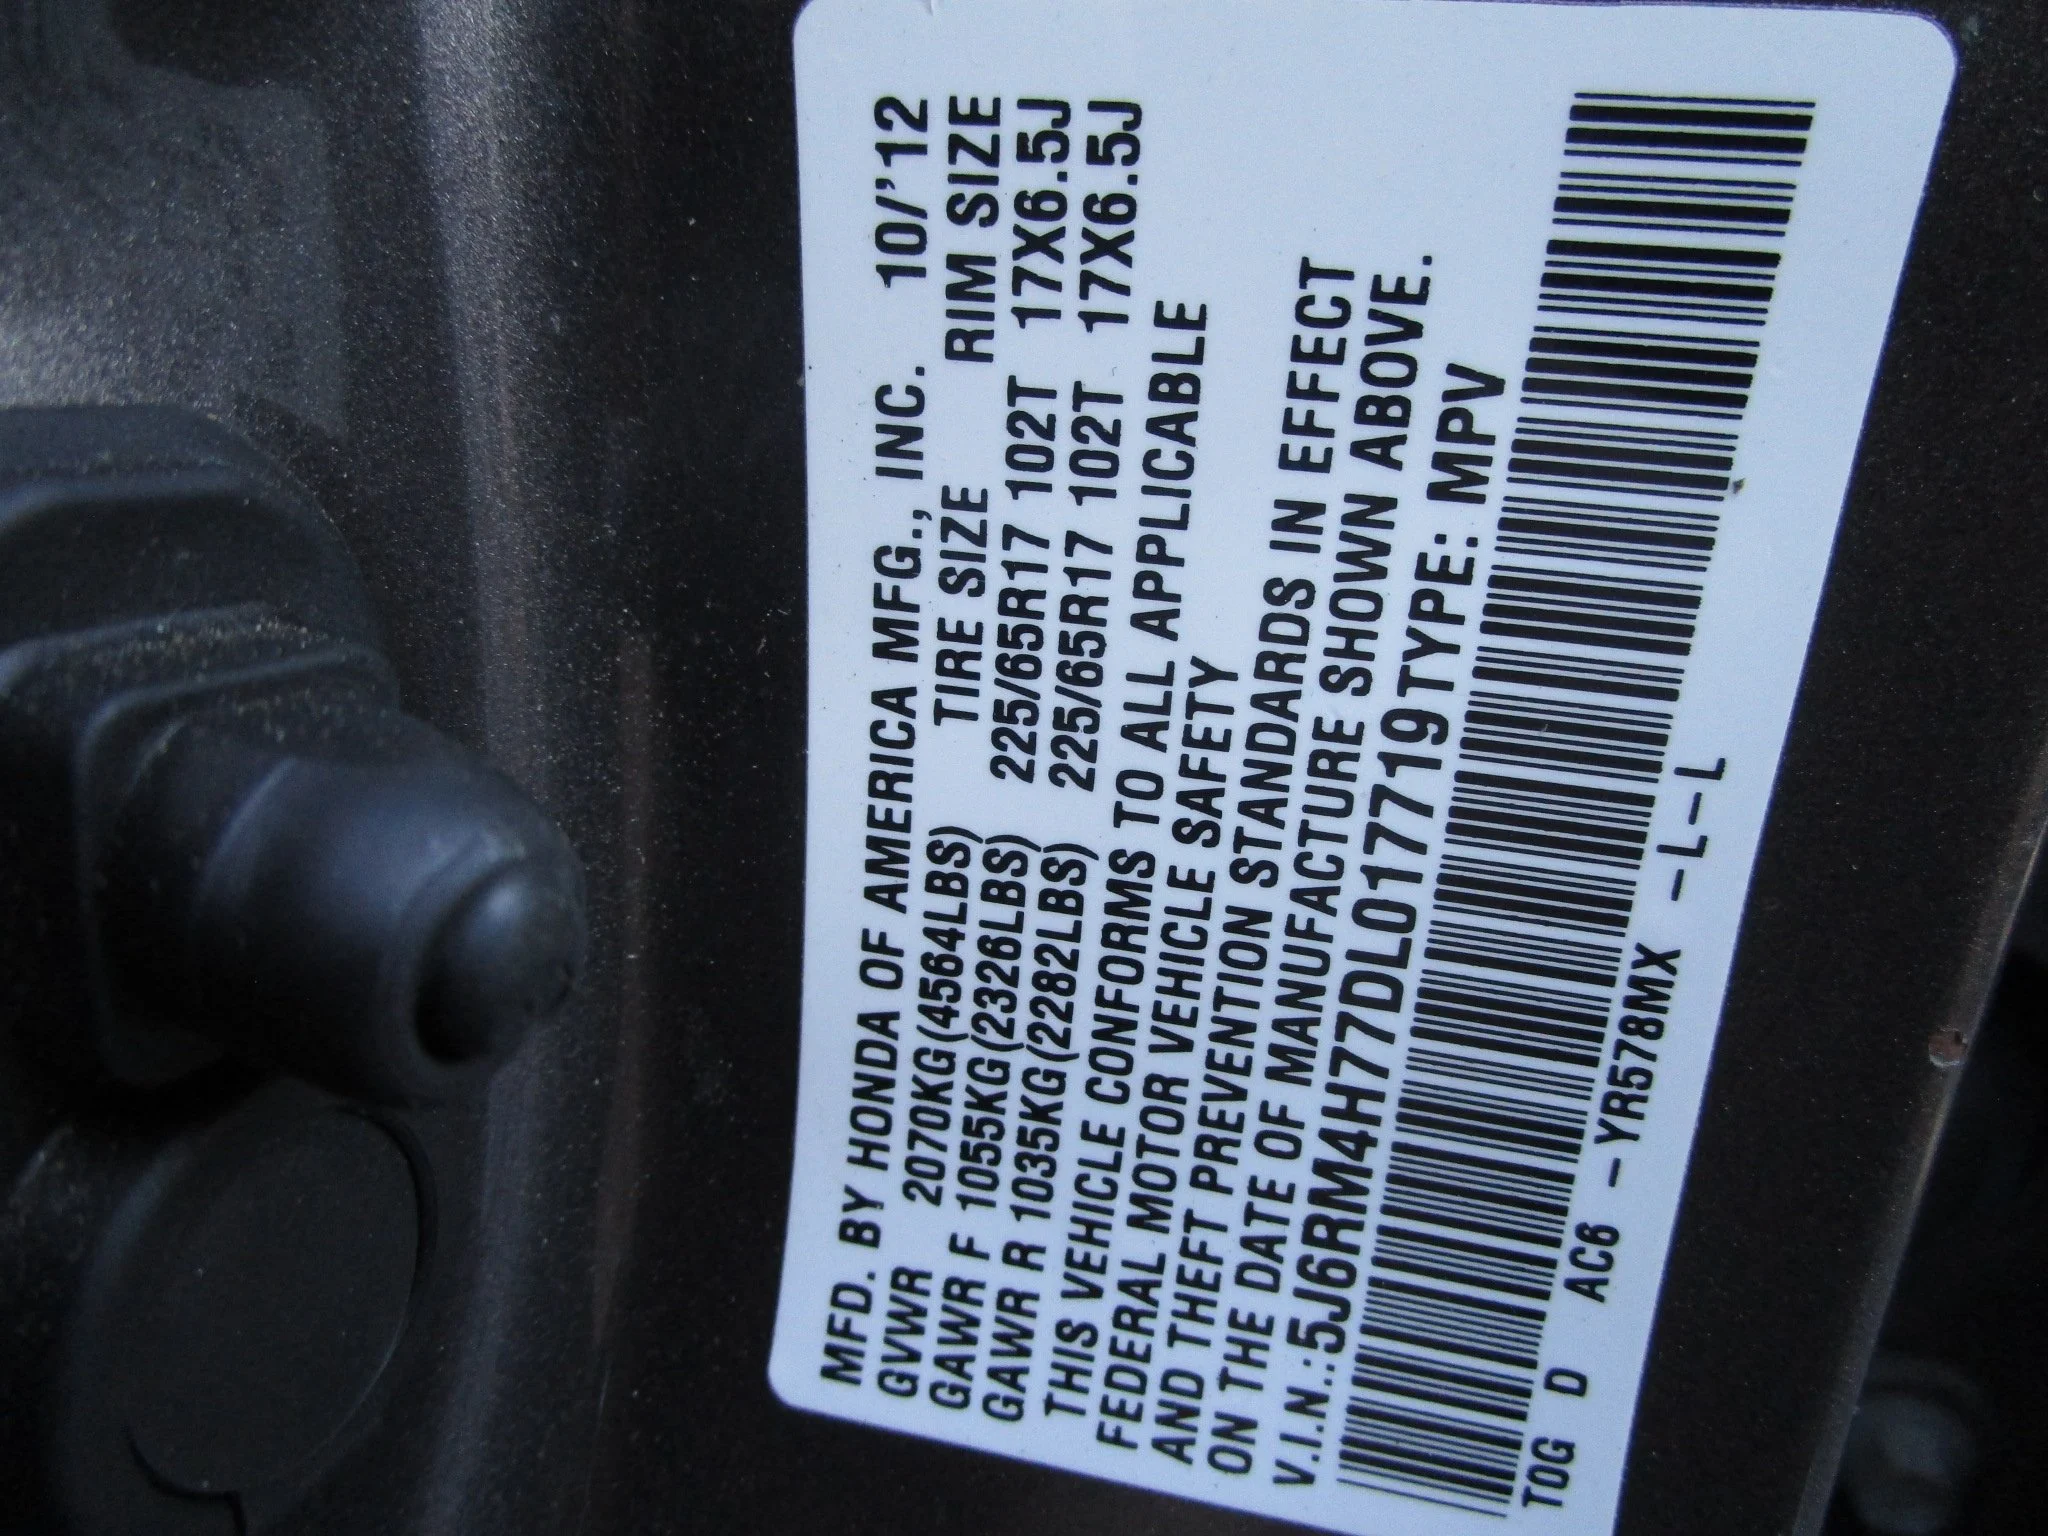 MFD. BY HONDA OF AMERICA MFG., INC. 10/'12
GVWR 2070KG(4564LBS) TIRE SIZE RIM SIZE
GAWR F 1055KG(2326LBS) 225/65R17 102T 17X6.5J
GAWR R 1035KG(2282LBS) 225/65R17 102T 17X6.5J
THIS VEHICLE CONFORMS TO ALL APPLICABLE
FEDERAL MOTOR VEHICLE SAFETY
AND THEFT PREVENTION STANDARDS IN EFFECT
ON THE DATE OF MANUFACTURE SHOWN ABOVE.
V.I.N.:5J6RM4H77DL017719TYPE: MPV
T0G D AC6 -YR578MX -L-L